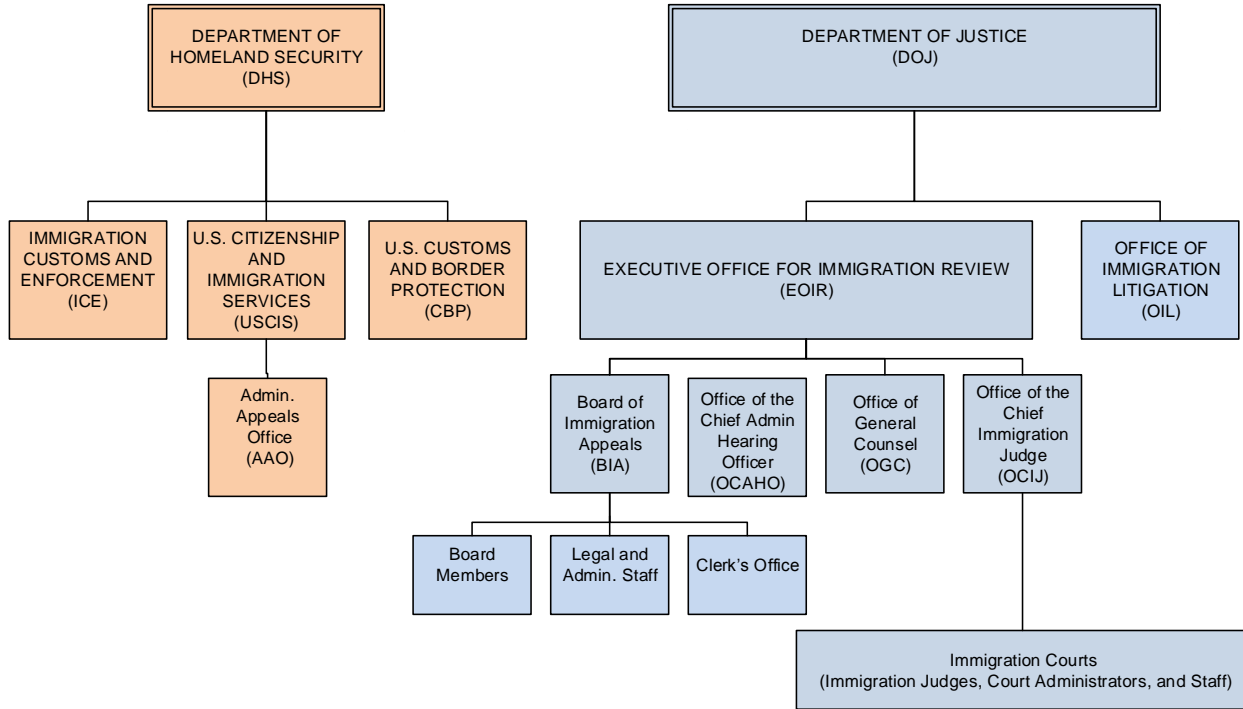 DEPARTMENT OF
HOMELAND SECURITY
(DHS)
DEPARTMENT OF JUSTICE
(DOJ)
IMMIGRATION
CUSTOMS AND
ENFORCEMENT
(ICE)
U.S. CITIZENSHIP
AND
IMMIGRATION
SERVICES
(USCIS)
U.S. CUSTOMS
AND BORDER
PROTECTION
(CBP)
EXECUTIVE OFFICE FOR IMMIGRATION REVIEW
(EOIR)
OFFICE OF
IMMIGRATION
LITIGATION
(OIL)
Admin.
Appeals
Office
(AAO)
Board of
Immigration
Appeals
(BIA)
Office of the
Chief Admin
Hearing
Officer
(OCAHO)
Office of
General
Counsel
(OGC)
Office of the
Chief
Immigration
Judge
(OCIJ)
Board
Members
Legal and
Admin. Staff
Clerk’s Office
Immigration Courts
(Immigration Judges, Court Administrators, and Staff)